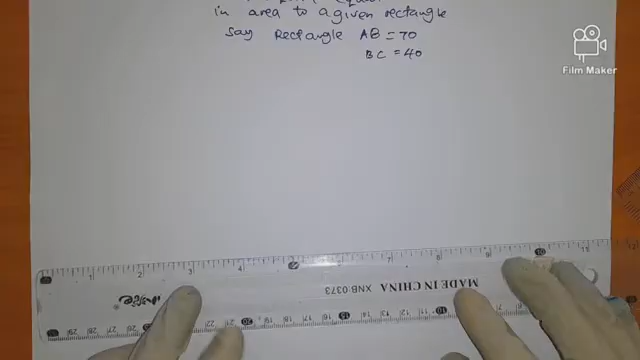 in area to a given rectangle
say Rectangle AB = 70
BC = 40
Film Maker
MADE IN CHINA XNB.0373